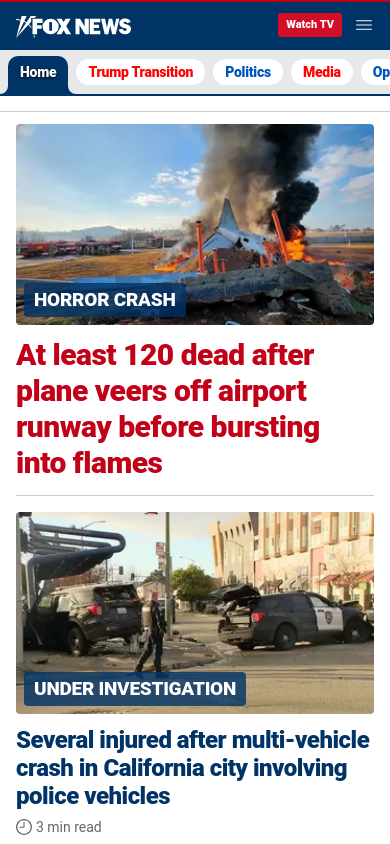 FOX NEWS
Watch TV
Home
Trump Transition
Politics
Media
Op
HORROR CRASH
At least 120 dead after
plane veers off airport
runway before bursting
into flames
UNDER INVESTIGATION
Several injured after multi-vehicle
crash in California city involving
police vehicles
3 min read